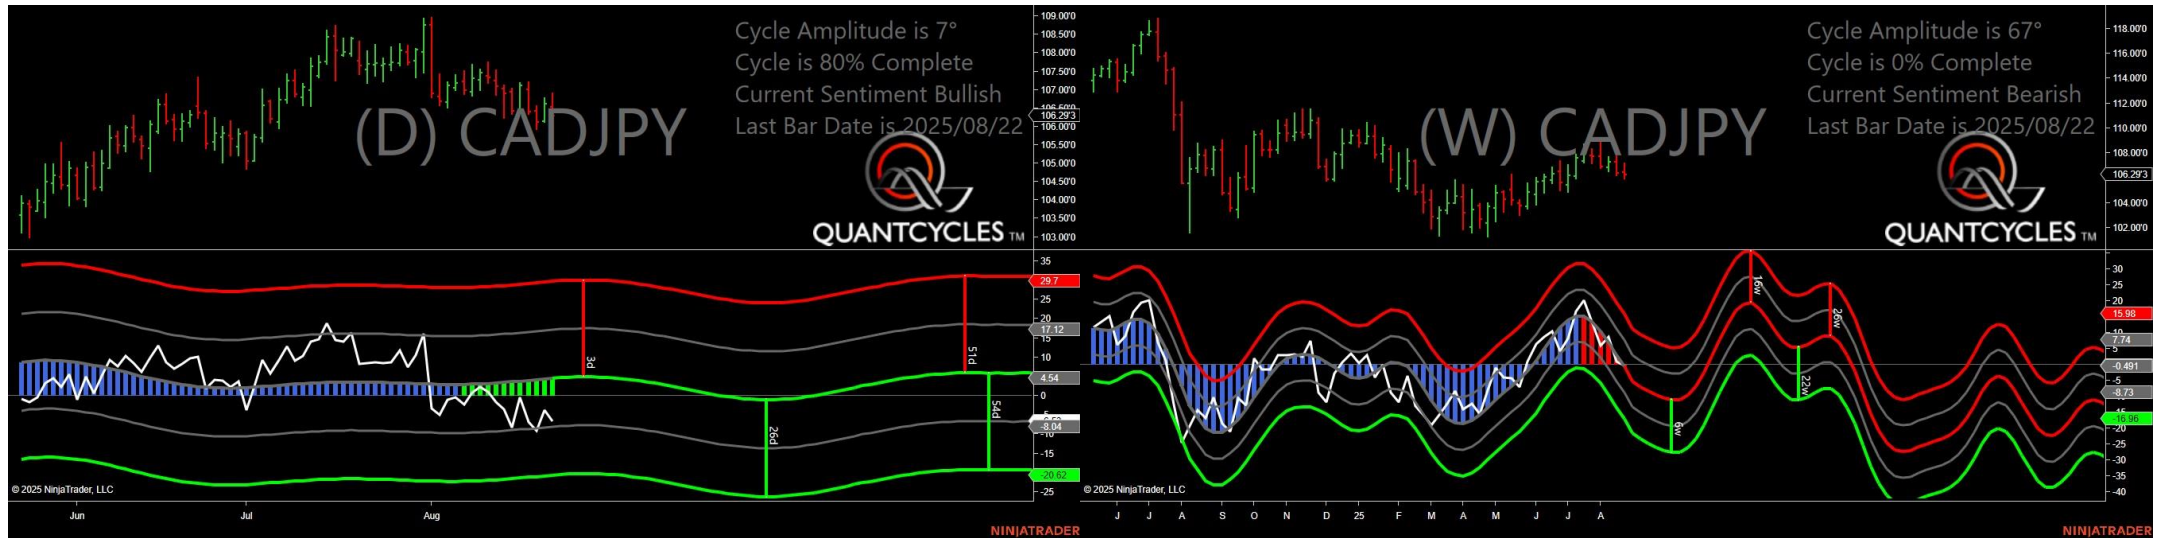 Cycle Amplitude is 7°
Cycle is 80% Complete
Current Sentiment Bullish
Last Bar Date is 2025/08/22
(D) CADJPY
QUANTCYCLES TM
109.00'0
108.50'0
108.00'0
107.50'0
107.00'0
106.29'3
106.00'0
105.50'0
105.00'0
104.50'0
104.00'0
103.50'0
103.00'0
35
29.7
25
20
17.12
15
10
4.54
0
-8.04
-10
-15
-20.62
-25
3d
26d
51d
54d
© 2025 NinjaTrader, LLC
Jun Jul Aug
NINJATRADER
Cycle Amplitude is 67°
Cycle is 0% Complete
Current Sentiment Bearish
Last Bar Date is 2025/08/22
(W) CADJPY
QUANTCYCLES TM
118.00'0
116.00'0
114.00'0
112.00'0
110.00'0
108.00'0
106.29'3
104.00'0
102.00'0
30
25
20
15.98
7.74
5
-0.491
-5
-8.73
-16.96
-20
-25
-30
-35
-40
16w
26w
22w
6w
© 2025 NinjaTrader, LLC
J J A S O N D 25 F M A M J J A
NINJATRADER